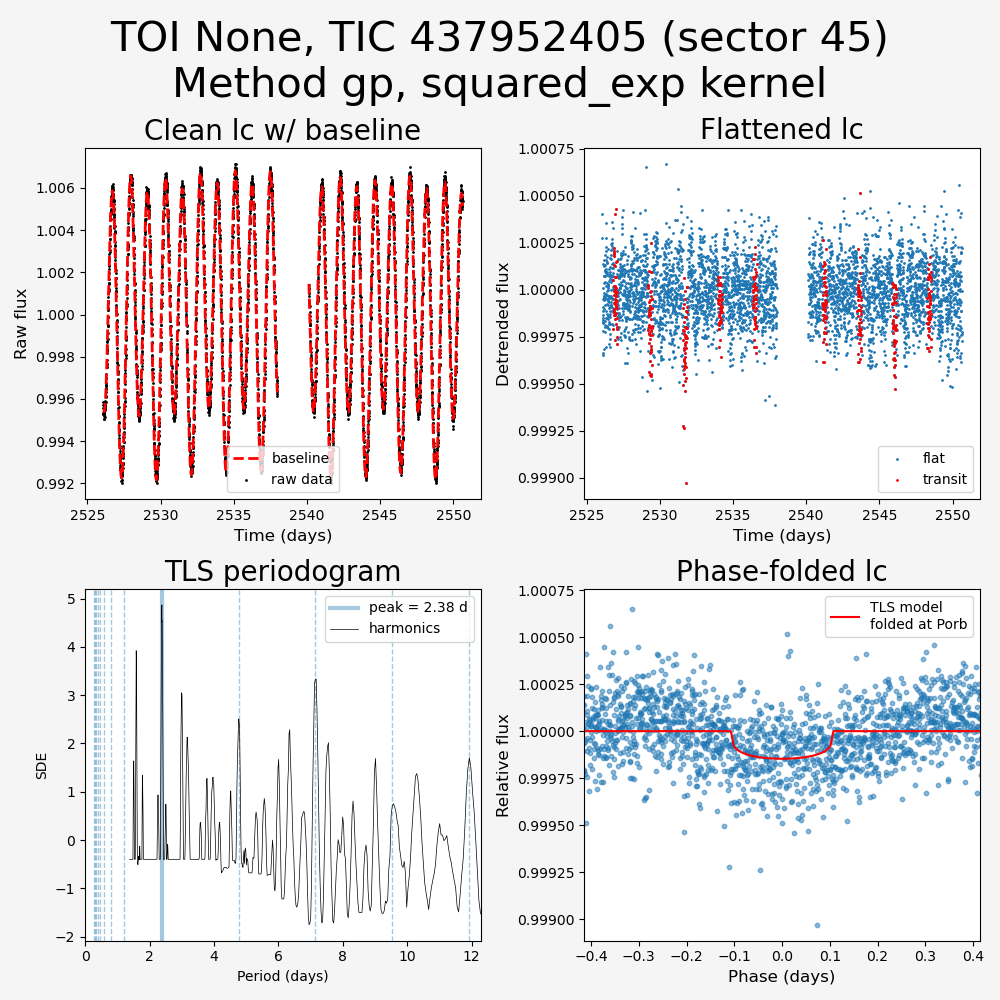 TOI None, TIC 437952405 (sector 45)
Method gp, squared_exp kernel
Clean lc w/ baseline
1.006
1.004
1.002
1.000
0.998
0.996
0.994
0.992
Raw flux
baseline
raw data
2525
2530
2535
2540
2545
2550
Time (days)
Flattened lc
1.00075
1.00050
1.00025
1.00000
0.99975
0.99950
0.99925
0.99900
Detrended flux
flat
transit
2525
2530
2535
2540
2545
2550
Time (days)
TLS periodogram
5
4
3
2
1
0
−1
−2
SDE
peak = 2.38 d
harmonics
0
2
4
6
8
10
12
Period (days)
Phase-folded lc
1.00075
1.00050
1.00025
1.00000
0.99975
0.99950
0.99925
0.99900
Relative flux
TLS model
folded at Porb
−0.4
−0.3
−0.2
−0.1
0.0
0.1
0.2
0.3
0.4
Phase (days)